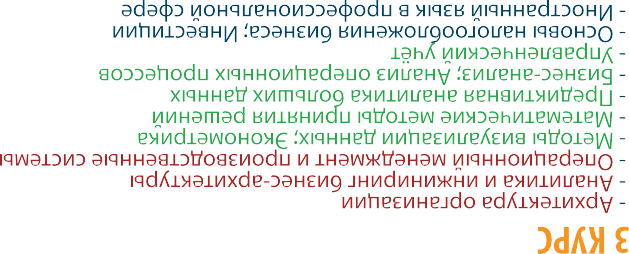 3 КУРС
- Архитектура организации
- Аналитика и инжиниринг бизнес-архитектуры
- Операционный менеджмент и производственные системы
- Методы визуализации данных; Эконометрика
- Математические методы принятия решений
- Предиктивная аналитика больших данных
- Бизнес-анализ; Анализ операционных процессов
- Управленческий учёт
- Основы налогообложения бизнеса; Инвестиции
- Иностранный язык в профессиональной сфере